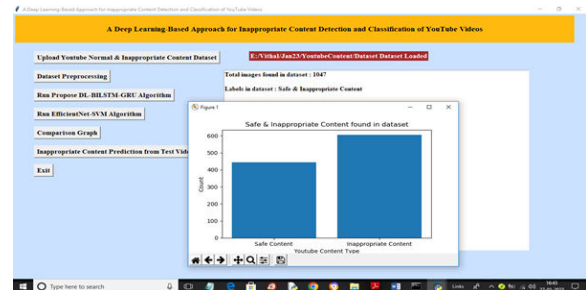 A Deep Learning-Based Approach for Inappropriate Content Detection and Classification of YouTube Videos
A Deep Learning-Based Approach for Inappropriate Content Detection and Classification of YouTube Videos
Upload Youtube Normal & Inappropriate Content Dataset
E:/Vithal/Jan23/YoutubeContent/Dataset Dataset Loaded
Dataset Preprocessing
Total images found in dataset : 1047
Labels in dataset : Safe & Inappropriate Content
Run Propose DL-BILSTM-GRU Algorithm
Run EfficientNet-SVM Algorithm
Comparison Graph
Inappropriate Content Prediction from Test Vide
Exit
Figure 1
Safe & Inappropriate Content found in dataset
600
500
400
300
200
100
0
Count
Safe Content
Inappropriate Content
Youtube Content Type
Type here to search
Links
16:43